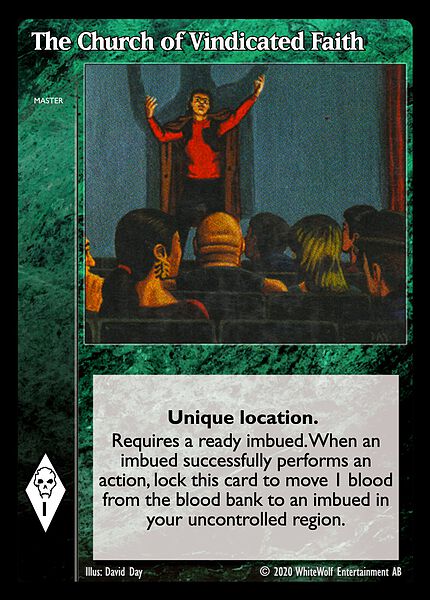 The Church of Vindicated Faith
MASTER
Unique location.
Requires a ready imbued. When an
imbued successfully performs an
action, lock this card to move 1 blood
from the blood bank to an imbued in
your uncontrolled region.
1
Illus: David Day
© 2020 WhiteWolf Entertainment AB